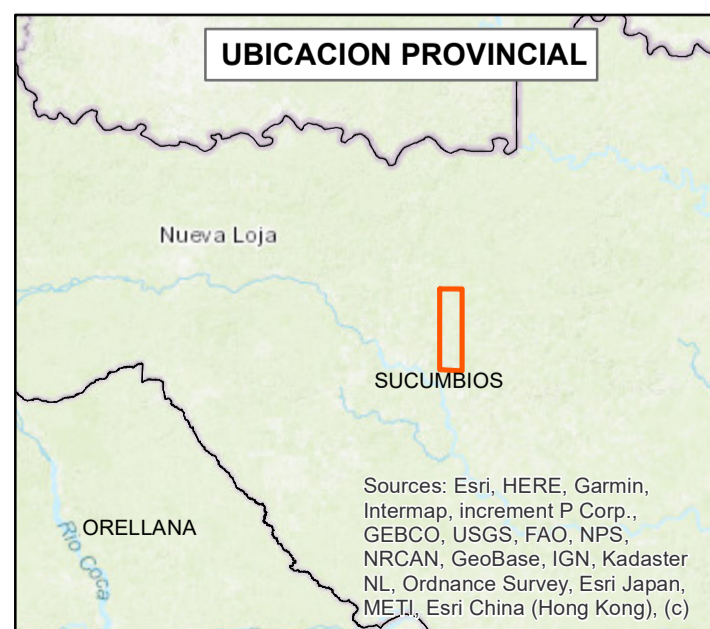 UBICACION PROVINCIAL
Nueva Loja
SUCUMBIOS
ORELLANA
Rio Coca
Sources: Esri, HERE, Garmin,
Intermap, increment P Corp.,
GEBCO, USGS, FAO, NPS,
NRCAN, GeoBase, IGN, Kadaster
NL, Ordnance Survey, Esri Japan,
METI, Esri China (Hong Kong), (c)